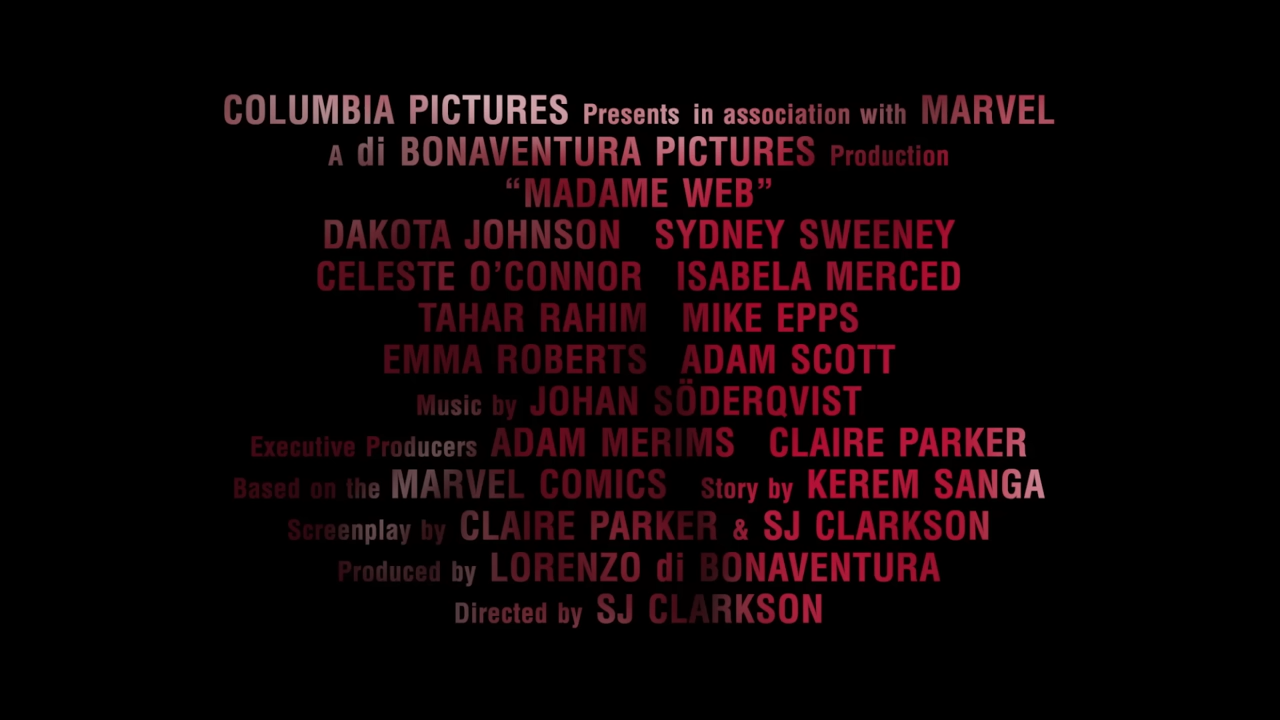 COLUMBIA PICTURES Presents in association with MARVEL
A di BONAVENTURA PICTURES Production
“MADAME WEB”
DAKOTA JOHNSON SYDNEY SWEENEY
CELESTE O’CONNOR ISABELA MERCED
TAHAR RAHIM MIKE EPPS
EMMA ROBERTS ADAM SCOTT
Music by JOHAN SÖDERQVIST
Executive Producers ADAM MERIMS CLAIRE PARKER
Based on the MARVEL COMICS Story by KEREM SANGA
Screenplay by CLAIRE PARKER & SJ CLARKSON
Produced by LORENZO di BONAVENTURA
Directed by SJ CLARKSON